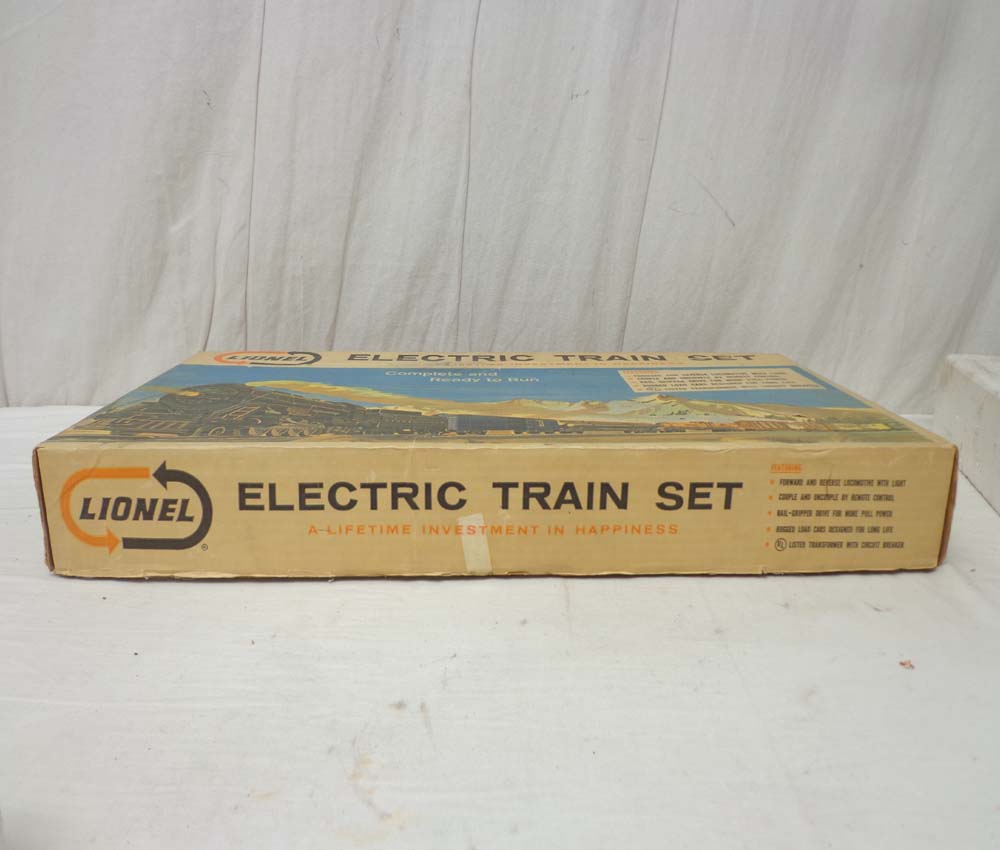 LIONEL ELECTRIC TRAIN SET
Complete and
Ready to Run
LIONEL
®
ELECTRIC TRAIN SET
A LIFETIME INVESTMENT IN HAPPINESS
FEATURING
FORWARD AND REVERSE LOCOMOTIVE WITH LIGHT
COUPLE AND UNCOUPLE BY REMOTE CONTROL
RAIL-GRIPPER DRIVE FOR MORE PULL POWER
RUGGED LOAD CARS DESIGNED FOR LONG LIFE
UL LISTED TRANSFORMER WITH CIRCUIT BREAKER